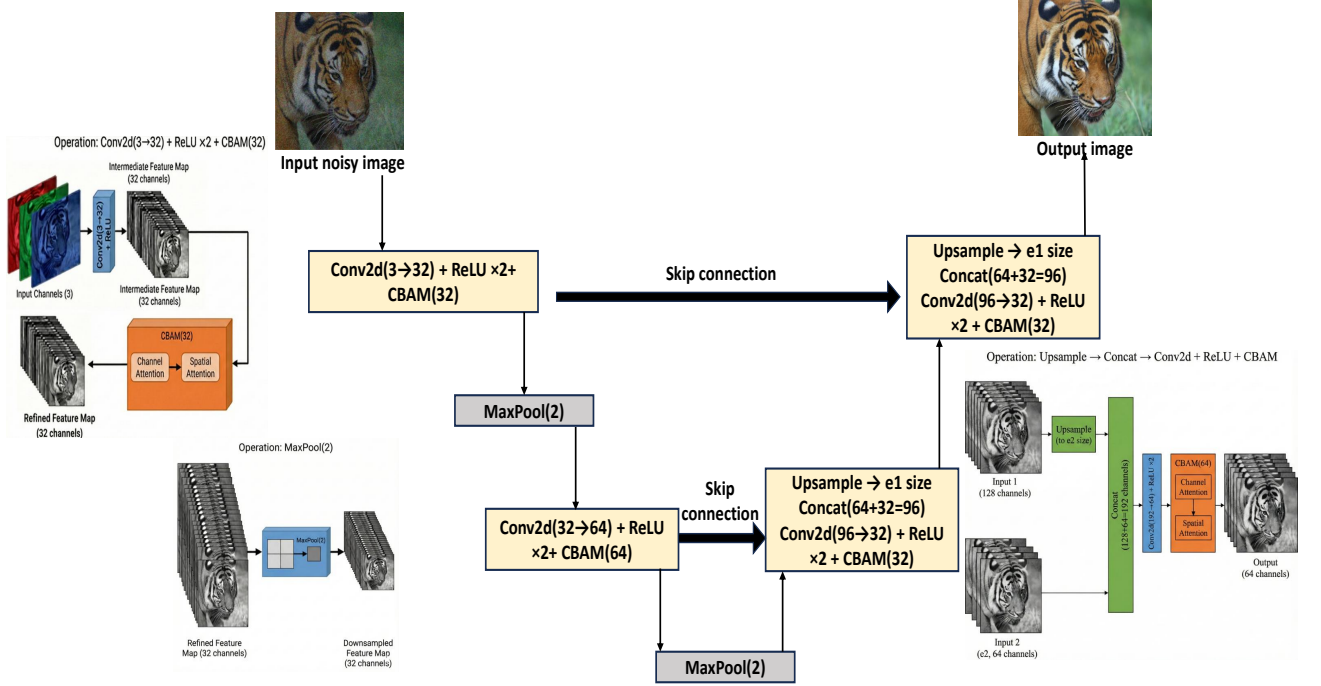 Input noisy image
Output image
Operation: Conv2d(3→32) + ReLU ×2 + CBAM(32)
Intermediate Feature Map
(32 channels)
Conv2d(3→32)
+ ReLU
Input Channels (3)
Intermediate Feature Map
(32 channels)
CBAM(32)
Channel
Attention
Spatial
Attention
Refined Feature Map
(32 channels)
Conv2d(3→32) + ReLU ×2+
CBAM(32)
Skip connection
Upsample → e1 size
Concat(64+32=96)
Conv2d(96→32) + ReLU
×2 + CBAM(32)
MaxPool(2)
Operation: MaxPool(2)
MaxPool(2)
Refined Feature
Map (32 channels)
Downsampled
Feature Map
(32 channels)
Conv2d(32→64) + ReLU
×2+ CBAM(64)
Skip
connection
Upsample → e1 size
Concat(64+32=96)
Conv2d(96→32) + ReLU
×2 + CBAM(32)
MaxPool(2)
Operation: Upsample → Concat → Conv2d + ReLU + CBAM
Input 1
(128 channels)
Upsample
(to e2 size)
Concat
(128+64=192 channels)
Conv2d(192→64) + ReLU ×2
CBAM(64)
Channel
Attention
Spatial
Attention
Output
(64 channels)
Input 2
(e2, 64 channels)